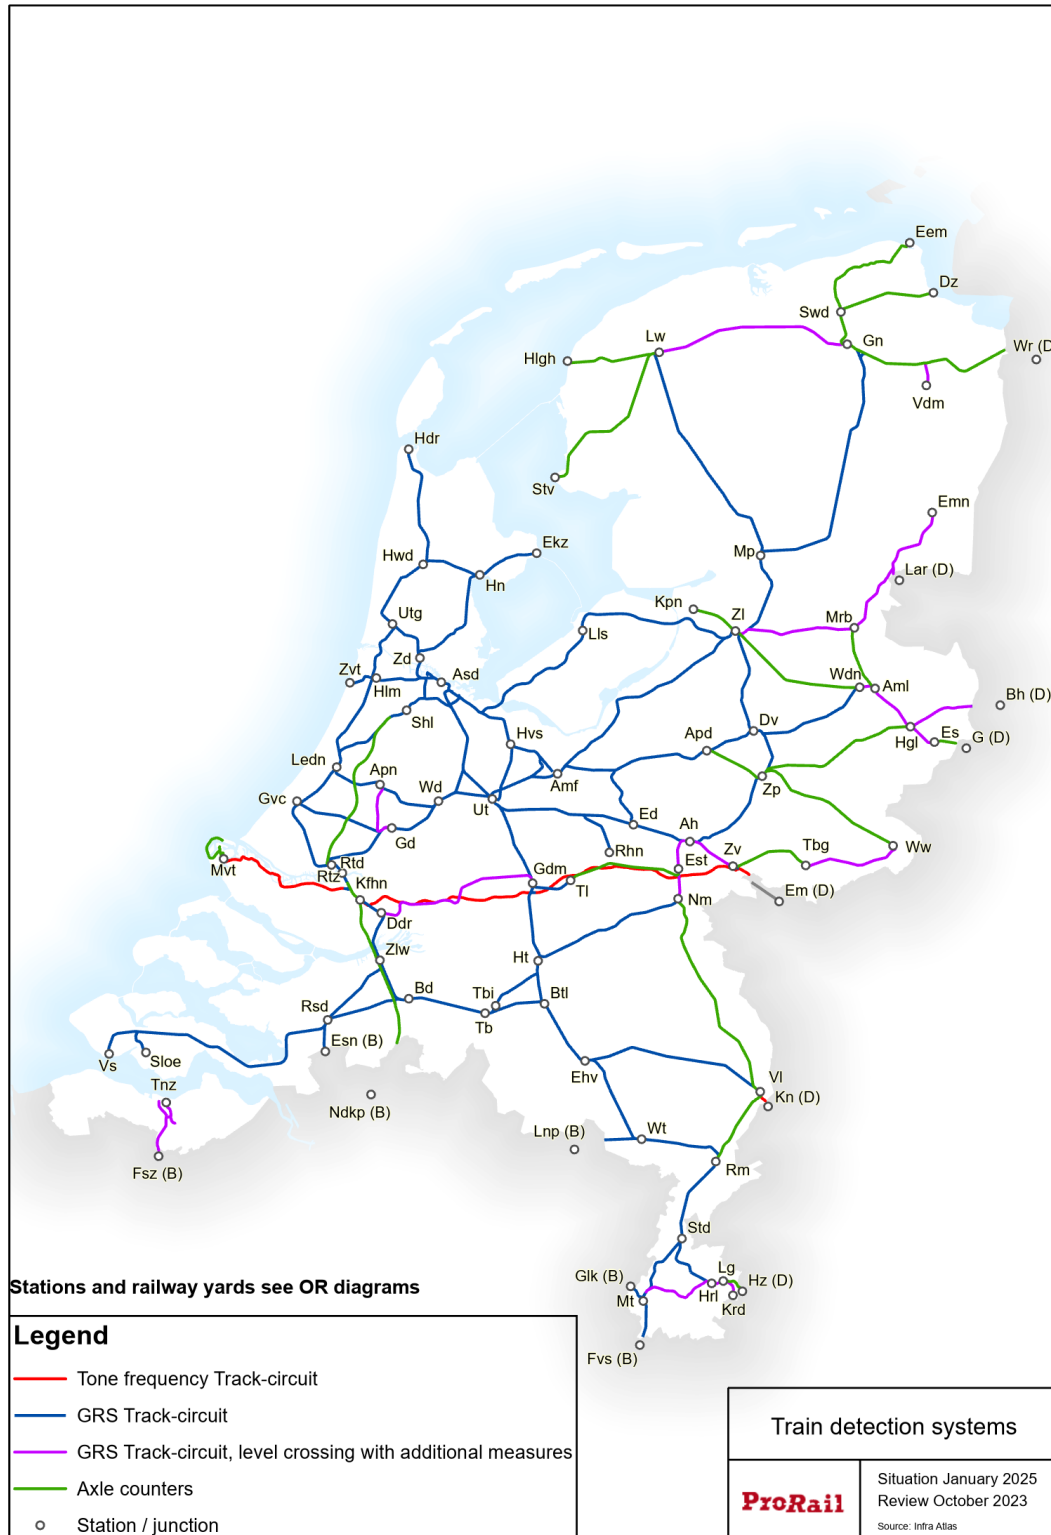 Eem
Dz
Swd
Gn
Lw
Hlgh
Wr (D
Vdm
Hdr
Stv
Emn
Ekz
Hwd
Mp
Hn
Lar (D)
Kpn
Zl
Mrb
Utg
Lls
Zd
Zvt
Hlm
Asd
Wdn
Aml
Bh (D)
Shl
Hvs
Apd
Dv
Hgl
Es
G (D)
Ledn
Apn
Amf
Zp
Gvc
Wd
Ut
Ed
Gd
Ah
Rhn
Est
Zv
Tbg
Ww
Mvt
Rtd
Rtz
Kfhn
Gdm
Tl
Em (D)
Nm
Ddr
Zlw
Ht
Bd
Tbi
Btl
Rsd
Tb
Esn (B)
Vs
Sloe
Ehv
Vl
Kn (D)
Tnz
Ndkp (B)
Lnp (B)
Wt
Rm
Fsz (B)
Std
Glk (B)
Lg
Hz (D)
Mt
Hrl
Krd
Fvs (B)
Stations and railway yards see OR diagrams
Legend
Tone frequency Track-circuit
GRS Track-circuit
GRS Track-circuit, level crossing with additional measures
Axle counters
Station / junction
Train detection systems
ProRail
Situation January 2025
Review October 2023
Source: Infra Atlas